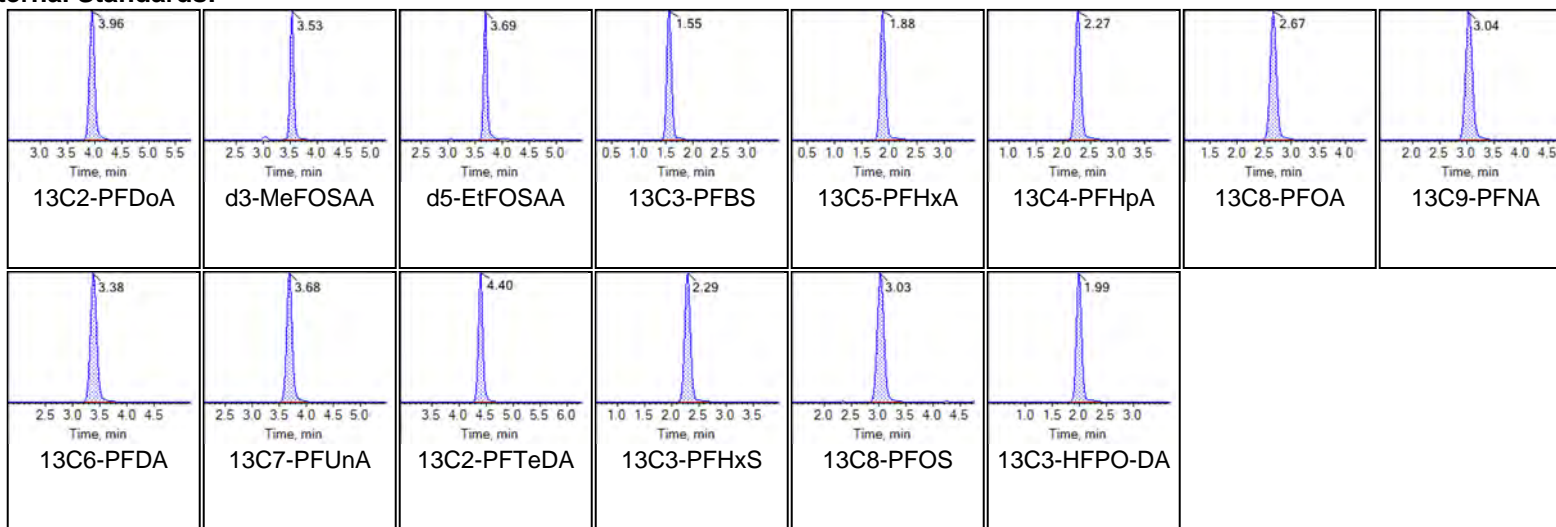 ternal Standards:
3.96 3.53 3.69 1.55 1.88 2.27 2.67 3.04
3.0 3.5 4.0 4.5 5.0 5.5 2.5 3.0 3.5 4.0 4.5 5.0 2.5 3.0 3.5 4.0 4.5 5.0 0.5 1.0 1.5 2.0 2.5 3.0 0.5 1.0 1.5 2.0 2.5 3.0 1.0 1.5 2.0 2.5 3.0 3.5 1.5 2.0 2.5 3.0 3.5 4.0 2.0 2.5 3.0 3.5 4.0 4.5
Time, min Time, min Time, min Time, min Time, min Time, min Time, min Time, min
13C2-PFDoA d3-MeFOSAA d5-EtFOSAA 13C3-PFBS 13C5-PFHxA 13C4-PFHpA 13C8-PFOA 13C9-PFNA
3.38 3.68 4.40 2.29 3.03 1.99
2.5 3.0 3.5 4.0 4.5 2.5 3.0 3.5 4.0 4.5 5.0 3.5 4.0 4.5 5.0 5.5 6.0 1.0 1.5 2.0 2.5 3.0 3.5 2.0 2.5 3.0 3.5 4.0 4.5 1.0 1.5 2.0 2.5 3.0
Time, min Time, min Time, min Time, min Time, min Time, min
13C6-PFDA 13C7-PFUnA 13C2-PFTeDA 13C3-PFHxS 13C8-PFOS 13C3-HFPO-DA